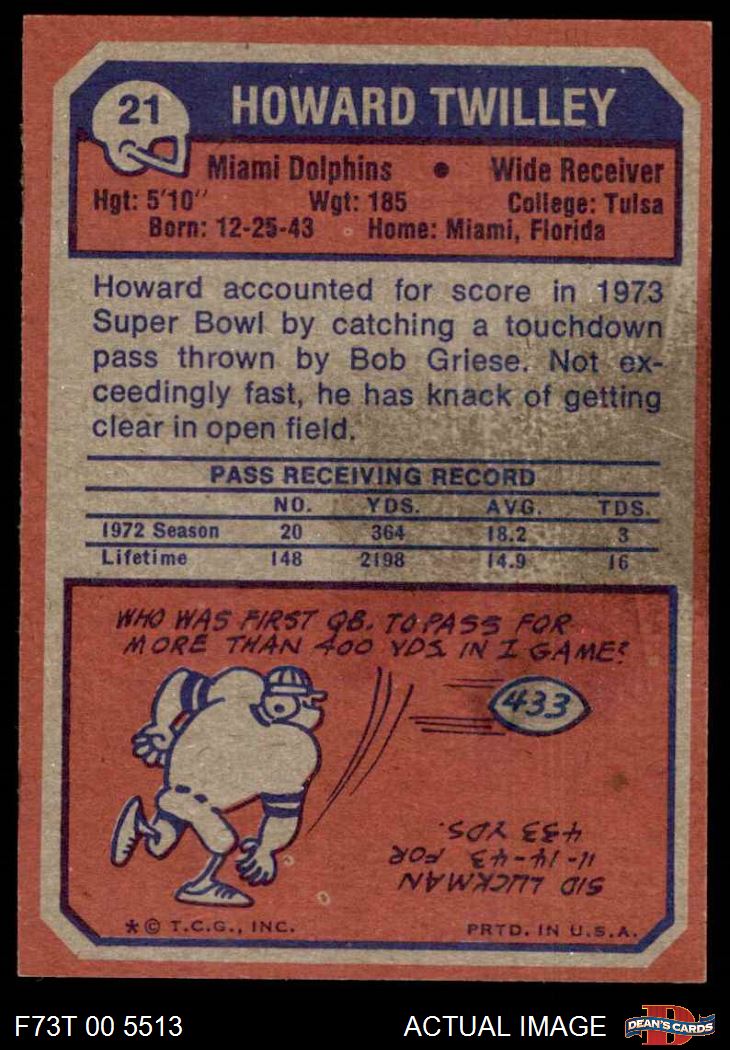 21 HOWARD TWILLEY
Miami Dolphins • Wide Receiver
Hgt: 5'10" Wgt: 185 College: Tulsa
Born: 12-25-43 Home: Miami, Florida
Howard accounted for score in 1973
Super Bowl by catching a touchdown
pass thrown by Bob Griese. Not ex-
ceedingly fast, he has knack of getting
clear in open field.
PASS RECEIVING RECORD
NO. YDS. AVG. TDS.
1972 Season 20 364 18.2 3
Lifetime 148 2198 14.9 16
WHO WAS FIRST QB. TO PASS FOR
MORE THAN 400 YDS. IN 1 GAME?
433
SID LUCKMAN
11-14-43 FOR
433 YDS.
* © T.C.G., INC. PRTD. IN U.S.A.
F73T 00 5513 ACTUAL IMAGE D DEAN'S CARDS